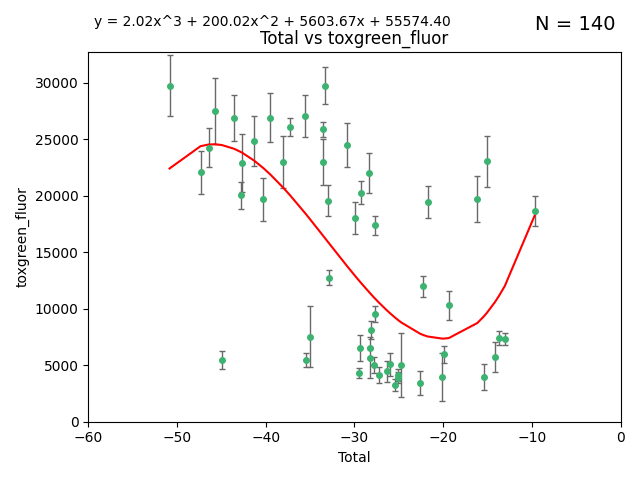 y = 2.02x^3 + 200.02x^2 + 5603.67x + 55574.40
N = 140
Total vs toxgreen_fluor
30000
25000
20000
15000
10000
5000
0
toxgreen_fluor
−60
−50
−40
−30
−20
−10
0
Total